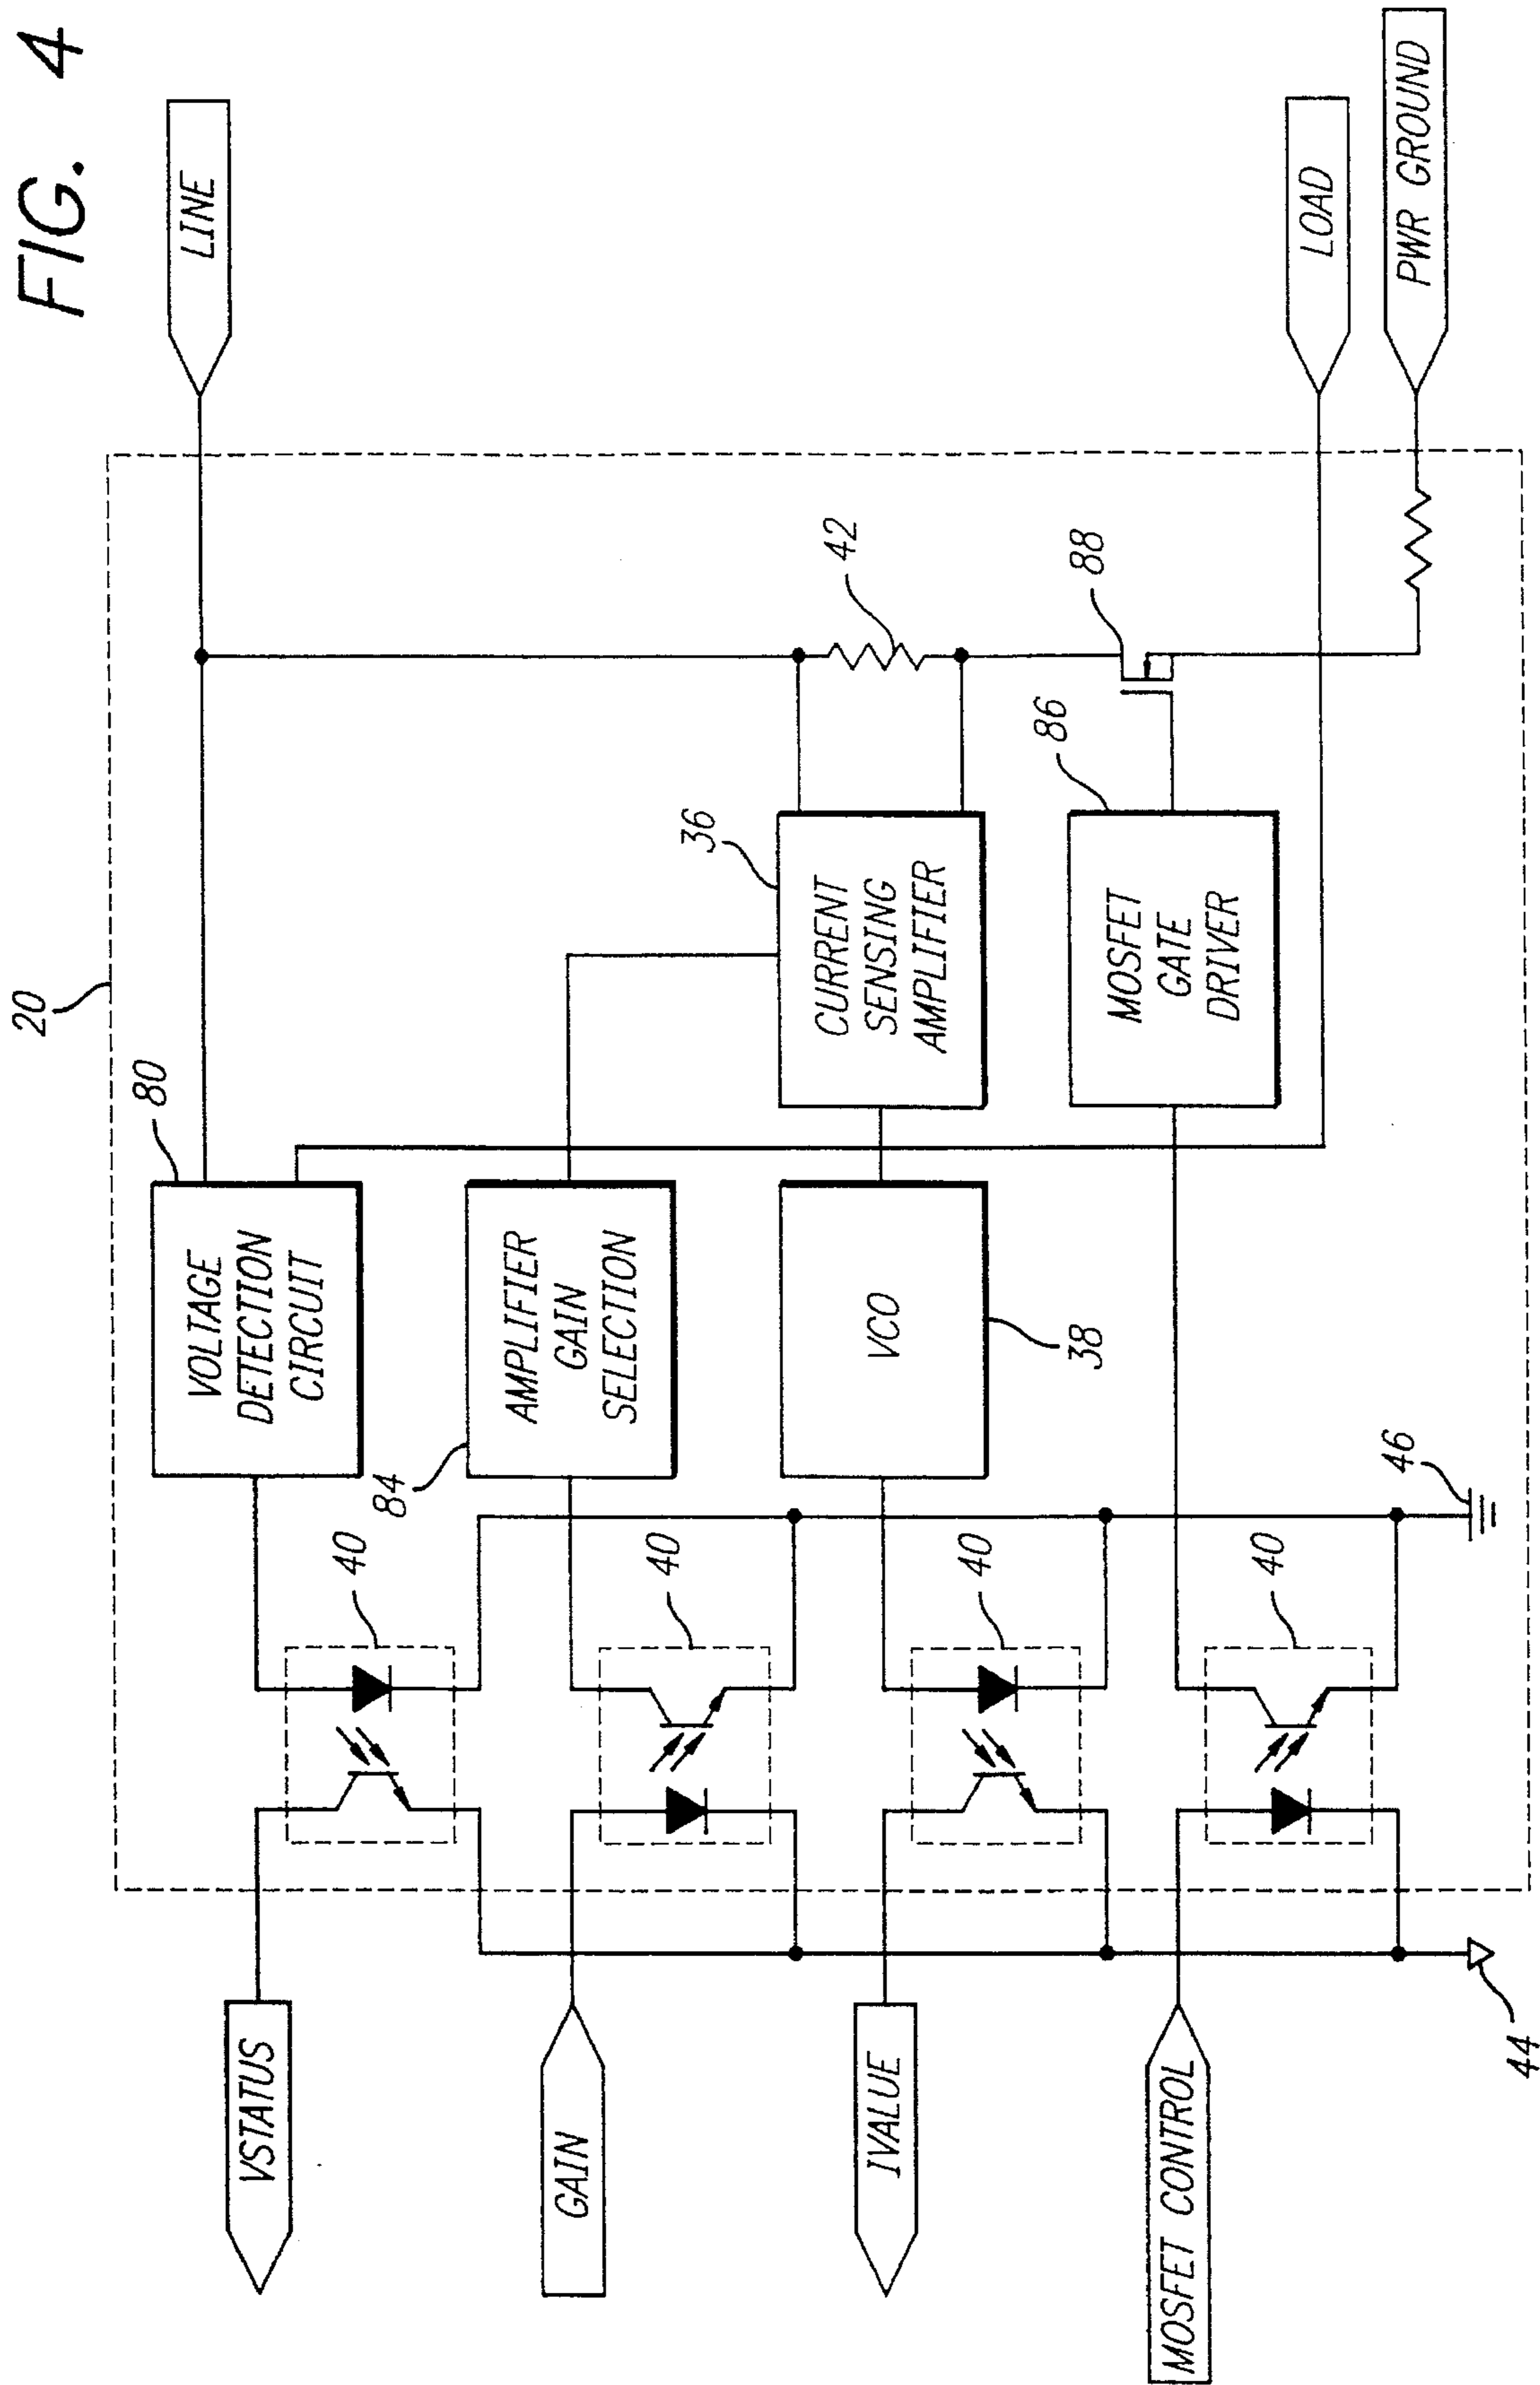 FIG. 4
20
LINE
80
VOLTAGE
DETECTION
CIRCUIT
VSTATUS
40
84
AMPLIFIER
GAIN
SELECTION
GAIN
40
36
CURRENT
SENSING
AMPLIFIER
42
VCO
38
IVALUE
40
86
MOSFET
GATE
DRIVER
88
MOSFET CONTROL
40
LOAD
PWR GROUND
46
44